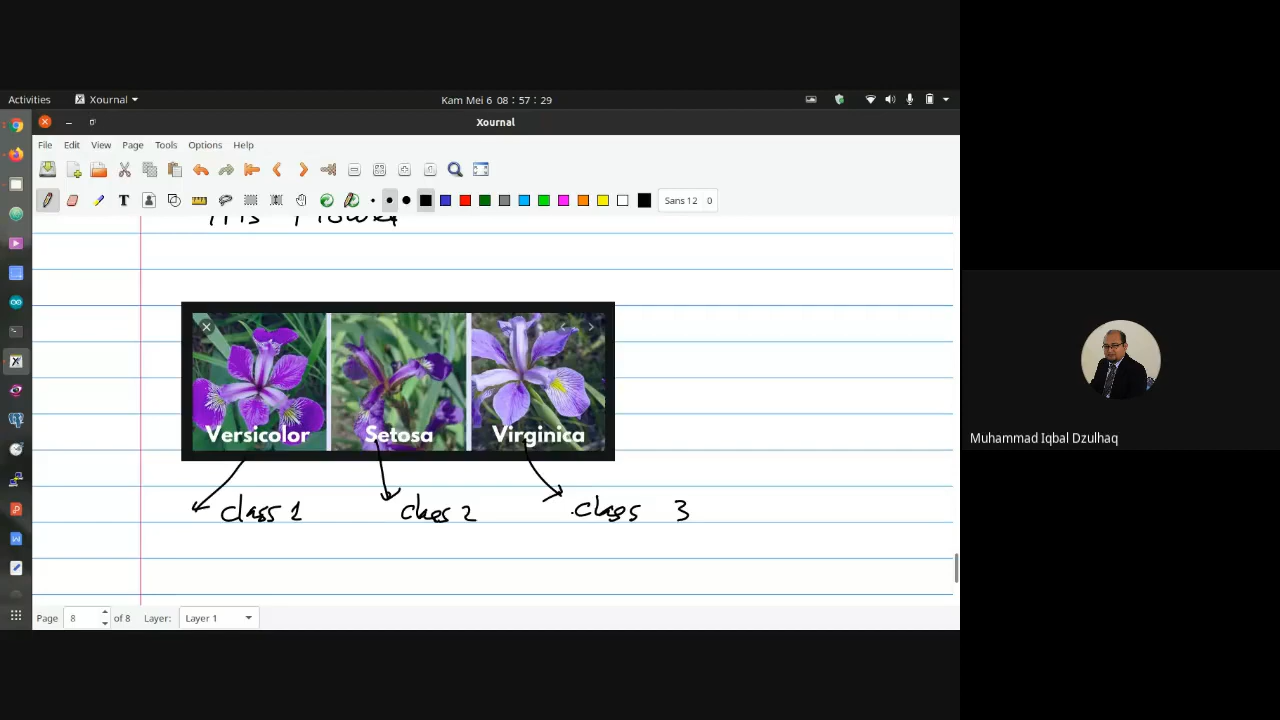 Activities Xournal Kam Mei 6 08 : 57 : 29
Xournal
File Edit View Page Tools Options Help
Sans 12 0
Iris Flower
Versicolor Setosa Virginica
class 1 class 2 class 3
Muhammad Iqbal Dzulhaq
Page 8 of 8 Layer: Layer 1